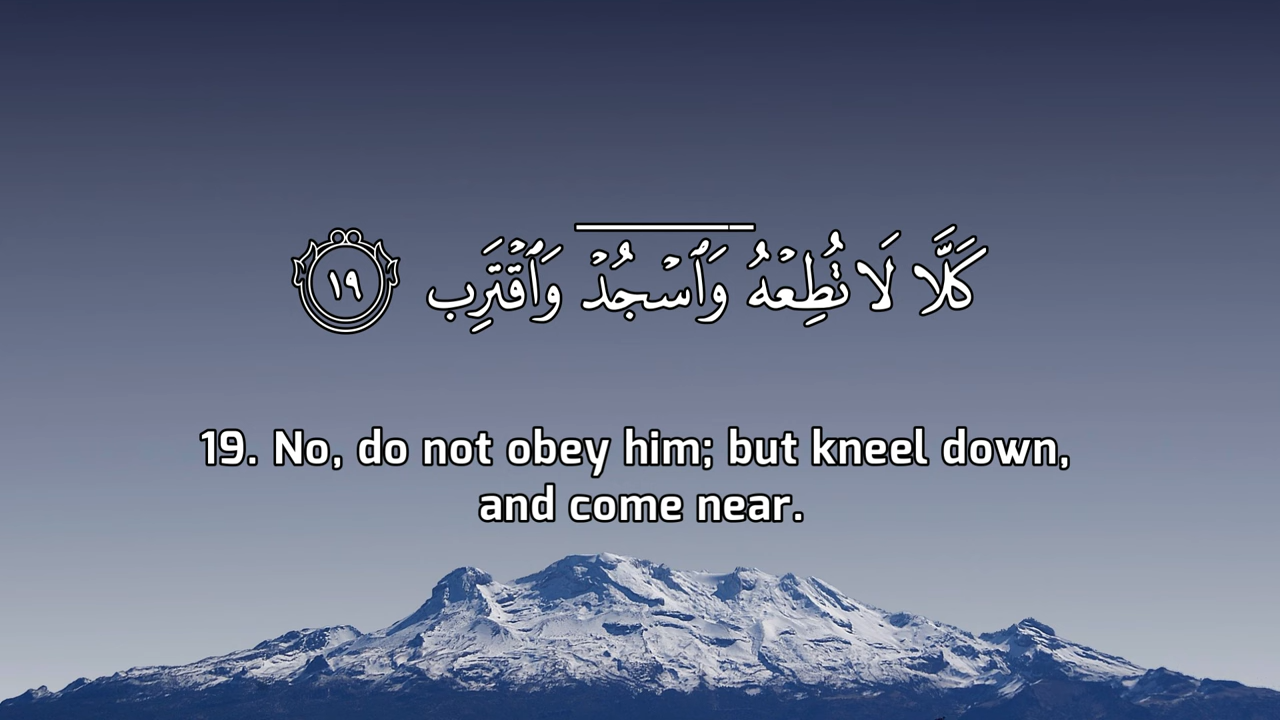 كَلَّا لَا تُطِعْهُ وَٱسْجُدْ وَٱقْتَرِب ١٩
19. No, do not obey him; but kneel down,
and come near.